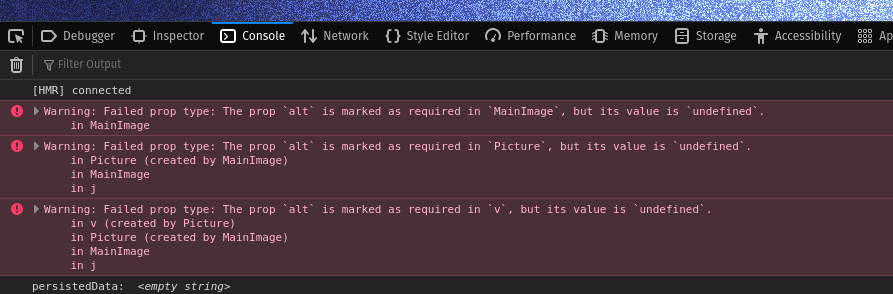 Debugger Inspector Console Network Style Editor Performance Memory Storage Accessibility Ap
Filter Output
[HMR] connected
Warning: Failed prop type: The prop `alt` is marked as required in `MainImage`, but its value is `undefined`.
in MainImage
Warning: Failed prop type: The prop `alt` is marked as required in `Picture`, but its value is `undefined`.
in Picture (created by MainImage)
in MainImage
in j
Warning: Failed prop type: The prop `alt` is marked as required in `v`, but its value is `undefined`.
in v (created by Picture)
in Picture (created by MainImage)
in MainImage
in j
persistedData: <empty string>